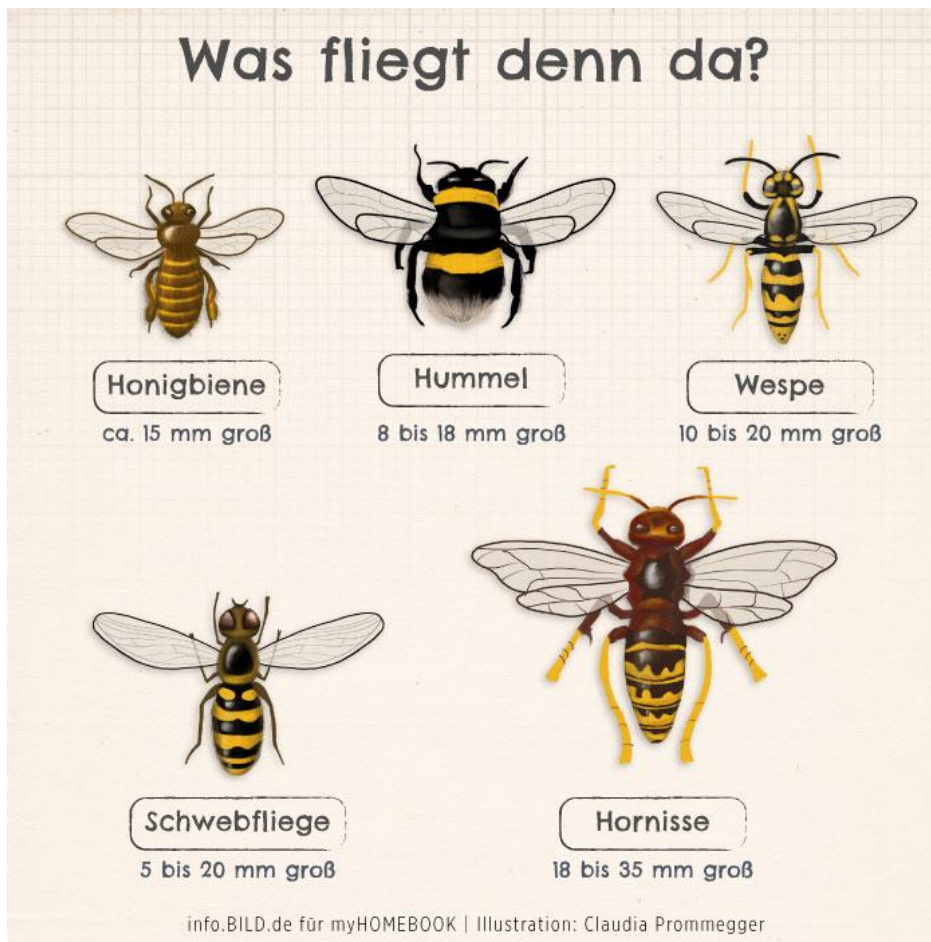 Was fliegt denn da?
Honigbiene
ca. 15 mm groß
Hummel
8 bis 18 mm groß
Wespe
10 bis 20 mm groß
Schwebfliege
5 bis 20 mm groß
Hornisse
18 bis 35 mm groß
info.BILD.de für myHOMEBOOK | Illustration: Claudia Prommegger